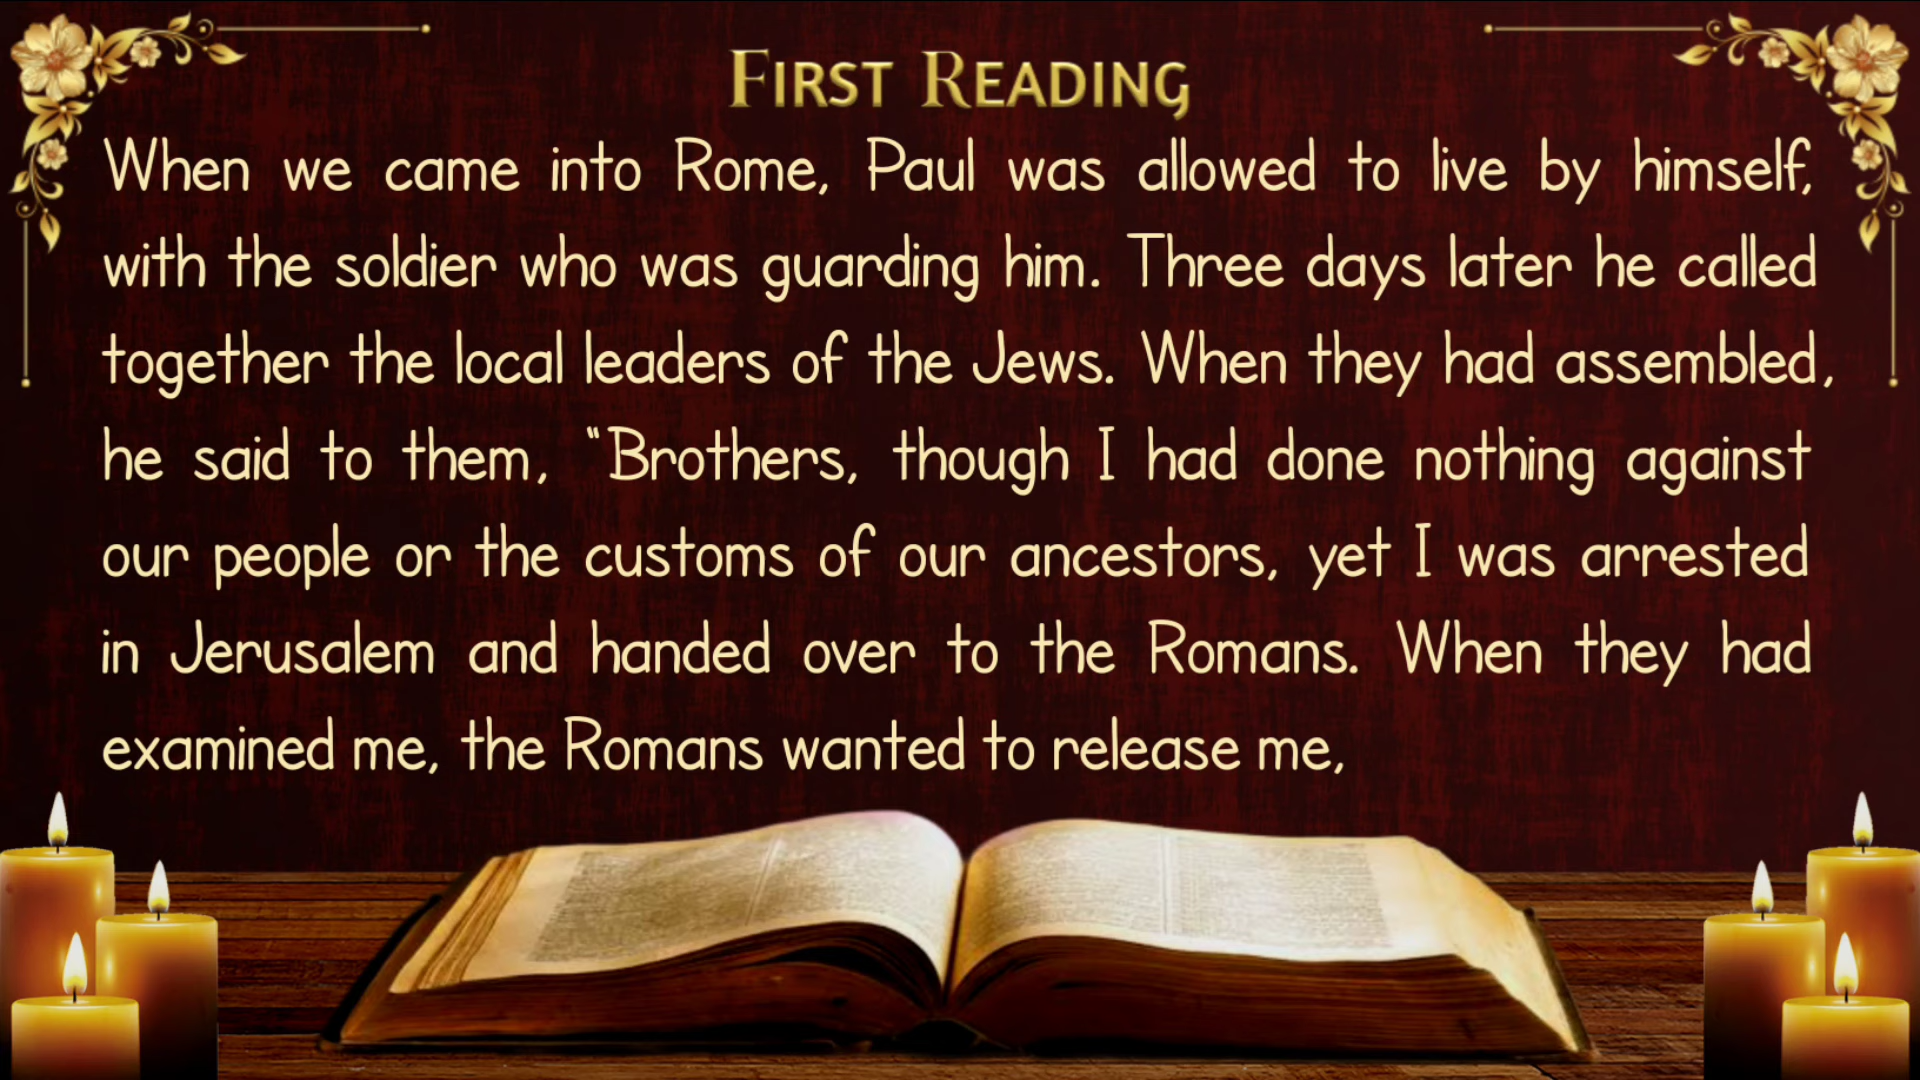 First Reading
When we came into Rome, Paul was allowed to live by himself,
with the soldier who was guarding him. Three days later he called
together the local leaders of the Jews. When they had assembled,
he said to them, “Brothers, though I had done nothing against
our people or the customs of our ancestors, yet I was arrested
in Jerusalem and handed over to the Romans. When they had
examined me, the Romans wanted to release me,